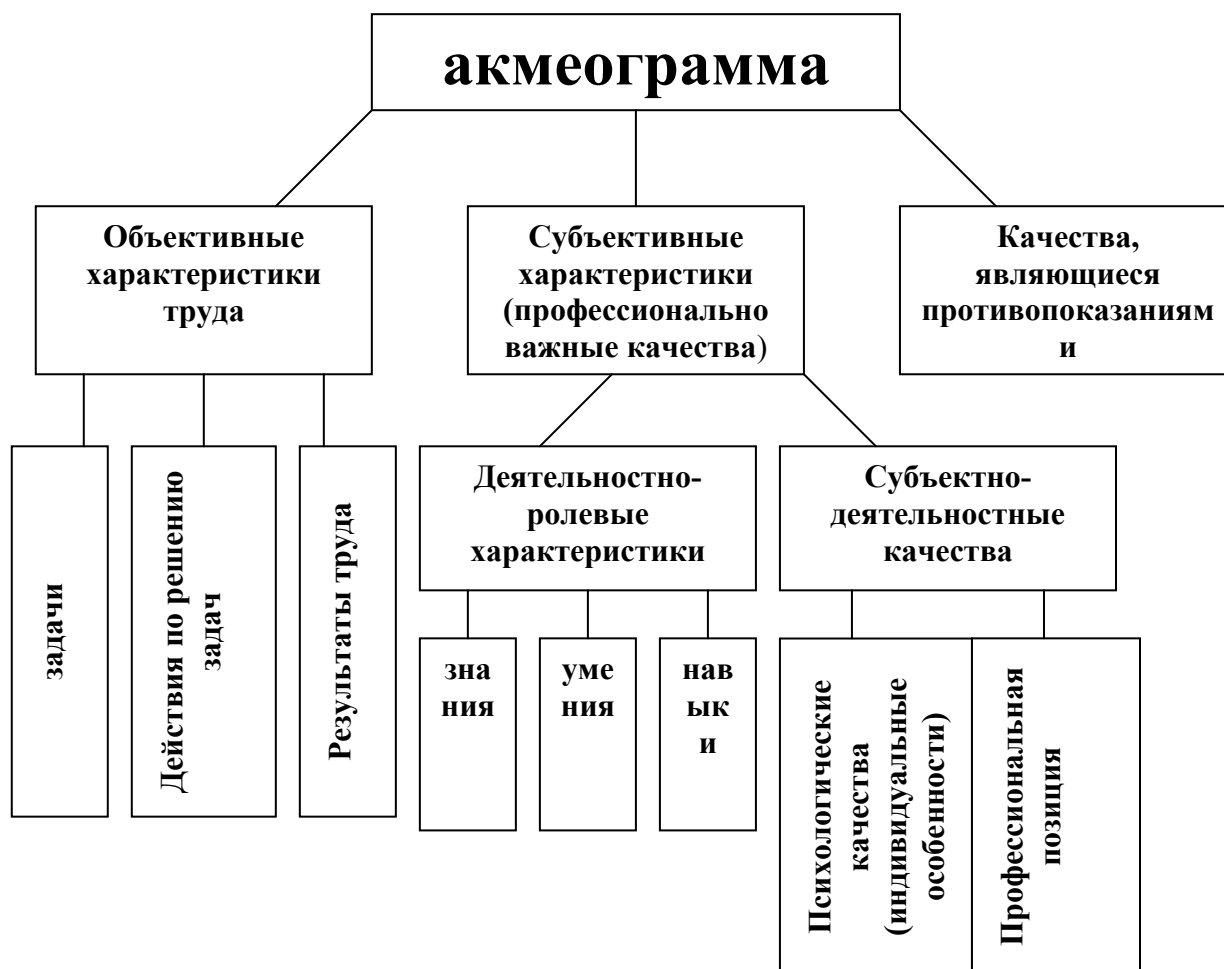 акмеограмма
Объективные
характеристики
труда
Субъективные
характеристики
(профессионально
важные качества)
Качества,
являющиеся
противопоказаниям
и
задачи
Действия по решению
задач
Результаты труда
Деятельностно-
ролевые
характеристики
Субъектно-
деятельностные
качества
зна
ния
уме
ния
нав
ык
и
Психологические
качества
(индивидуальные
особенности)
Профессиональная
позиция